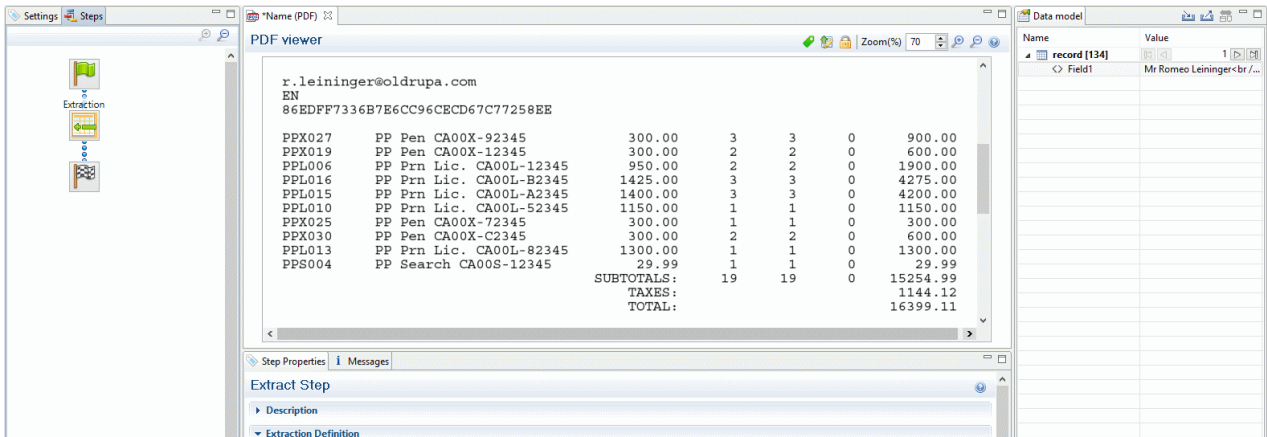 Settings Steps
Extraction
*Name (PDF)
PDF viewer
Zoom(%) 70
r.leininger@oldrupa.com
EN
86EDFF7336B7E6CC96CECD67C77258EE
PPX027 PP Pen CA00X-92345 300.00 3 3 0 900.00
PPX019 PP Pen CA00X-12345 300.00 2 2 0 600.00
PPL006 PP Prn Lic. CA00L-12345 950.00 2 2 0 1900.00
PPL016 PP Prn Lic. CA00L-B2345 1425.00 3 3 0 4275.00
PPL015 PP Prn Lic. CA00L-A2345 1400.00 3 3 0 4200.00
PPL010 PP Prn Lic. CA00L-52345 1150.00 1 1 0 1150.00
PPX025 PP Pen CA00X-72345 300.00 1 1 0 300.00
PPX030 PP Pen CA00X-C2345 300.00 2 2 0 600.00
PPL013 PP Prn Lic. CA00L-82345 1300.00 1 1 0 1300.00
PPS004 PP Search CA00S-12345 29.99 1 1 0 29.99
SUBTOTALS: 19 19 0 15254.99
TAXES: 1144.12
TOTAL: 16399.11
Step Properties Messages
Extract Step
Description
Extraction Definition
Data model
Name Value
record [134] 1
Field1 Mr Romeo Leininger<br /...